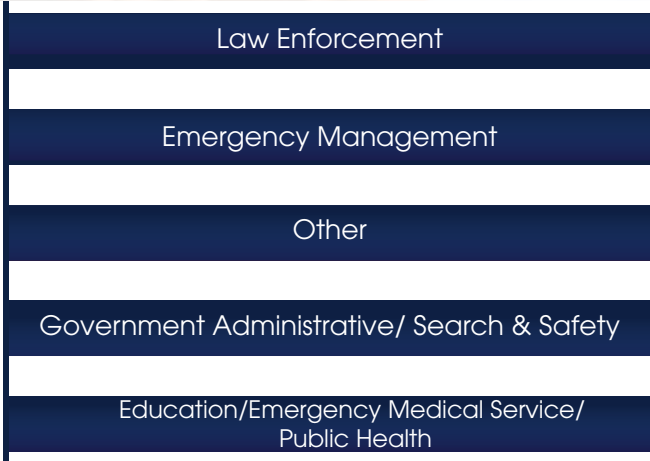 Law Enforcement
Emergency Management
Other
Government Administrative/ Search & Safety
Education/Emergency Medical Service/
Public Health